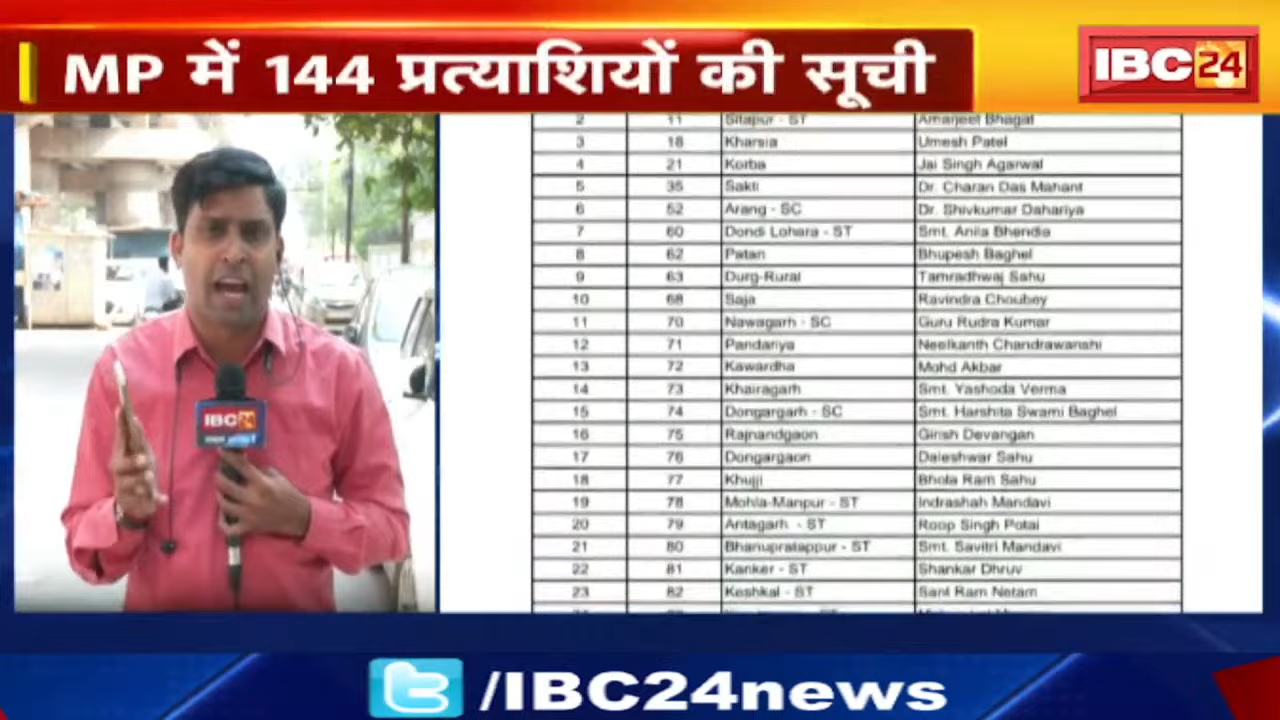 MP में 144 प्रत्याशियों की सूची
IBC24
2 11 Sitapur - ST Amarjeet Bhagat
3 18 Kharsia Umesh Patel
4 21 Korba Jai Singh Agarwal
5 35 Sakti Dr. Charan Das Mahant
6 52 Arang - SC Dr. Shivkumar Dahariya
7 60 Dondi Lohara - ST Smt. Anila Bhendia
8 62 Patan Bhupesh Baghel
9 63 Durg-Rural Tamradhwaj Sahu
10 68 Saja Ravindra Choubey
11 70 Nawagarh - SC Guru Rudra Kumar
12 71 Pandariya Neelkanth Chandrawanshi
13 72 Kawardha Mohd Akbar
14 73 Khairagarh Smt. Yashoda Verma
15 74 Dongargarh - SC Smt. Harshita Swami Baghel
16 75 Rajnandgaon Girish Devangan
17 76 Dongargaon Daleshwar Sahu
18 77 Khujji Bhola Ram Sahu
19 78 Mohla-Manpur - ST Indrashah Mandavi
20 79 Antagarh - ST Roop Singh Potai
21 80 Bhanupratappur - ST Smt. Savitri Mandavi
22 81 Kanker - ST Shankar Dhruv
23 82 Keshkal - ST Sant Ram Netam
IBC24
/IBC24news